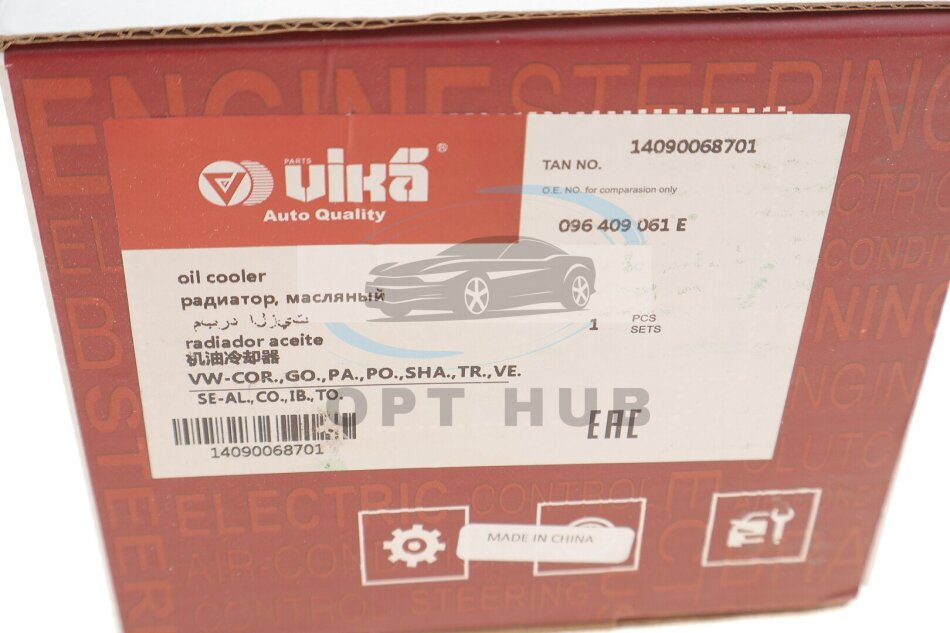 ENGINE STEERING
PARTS
vika®
Auto Quality
14090068701
TAN NO.
O.E. NO. for comparasion only
096 409 061 E
oil cooler
радиатор, масляный
مبرد الزيت
radiador aceite
机油冷却器
1 PCS
SETS
VW-COR.,GO.,PA.,PO.,SHA.,TR.,VE.
SE-AL.,CO.,IB.,TO.
OPT HUB
EAC
14090068701
ELECTRIC CONTROL
MADE IN CHINA
STEERING